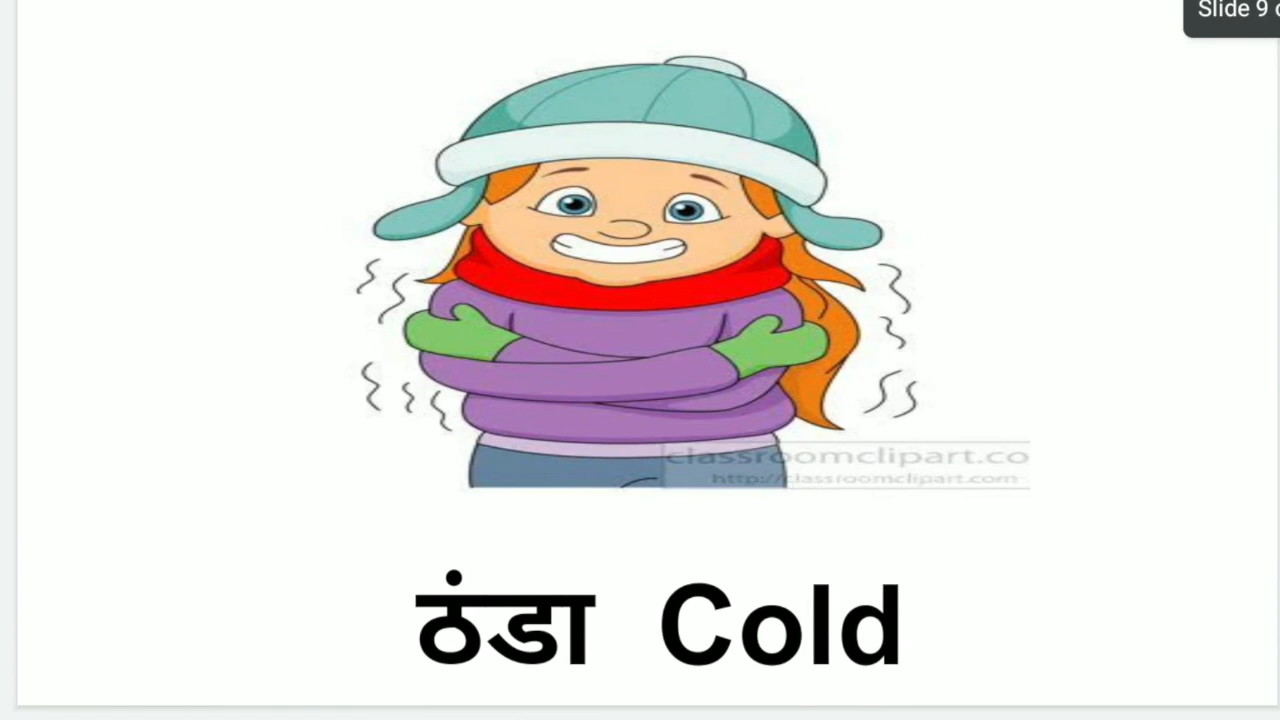 Slide 9
classroomclipart.co
http://classroomclipart.com
ठंडा Cold